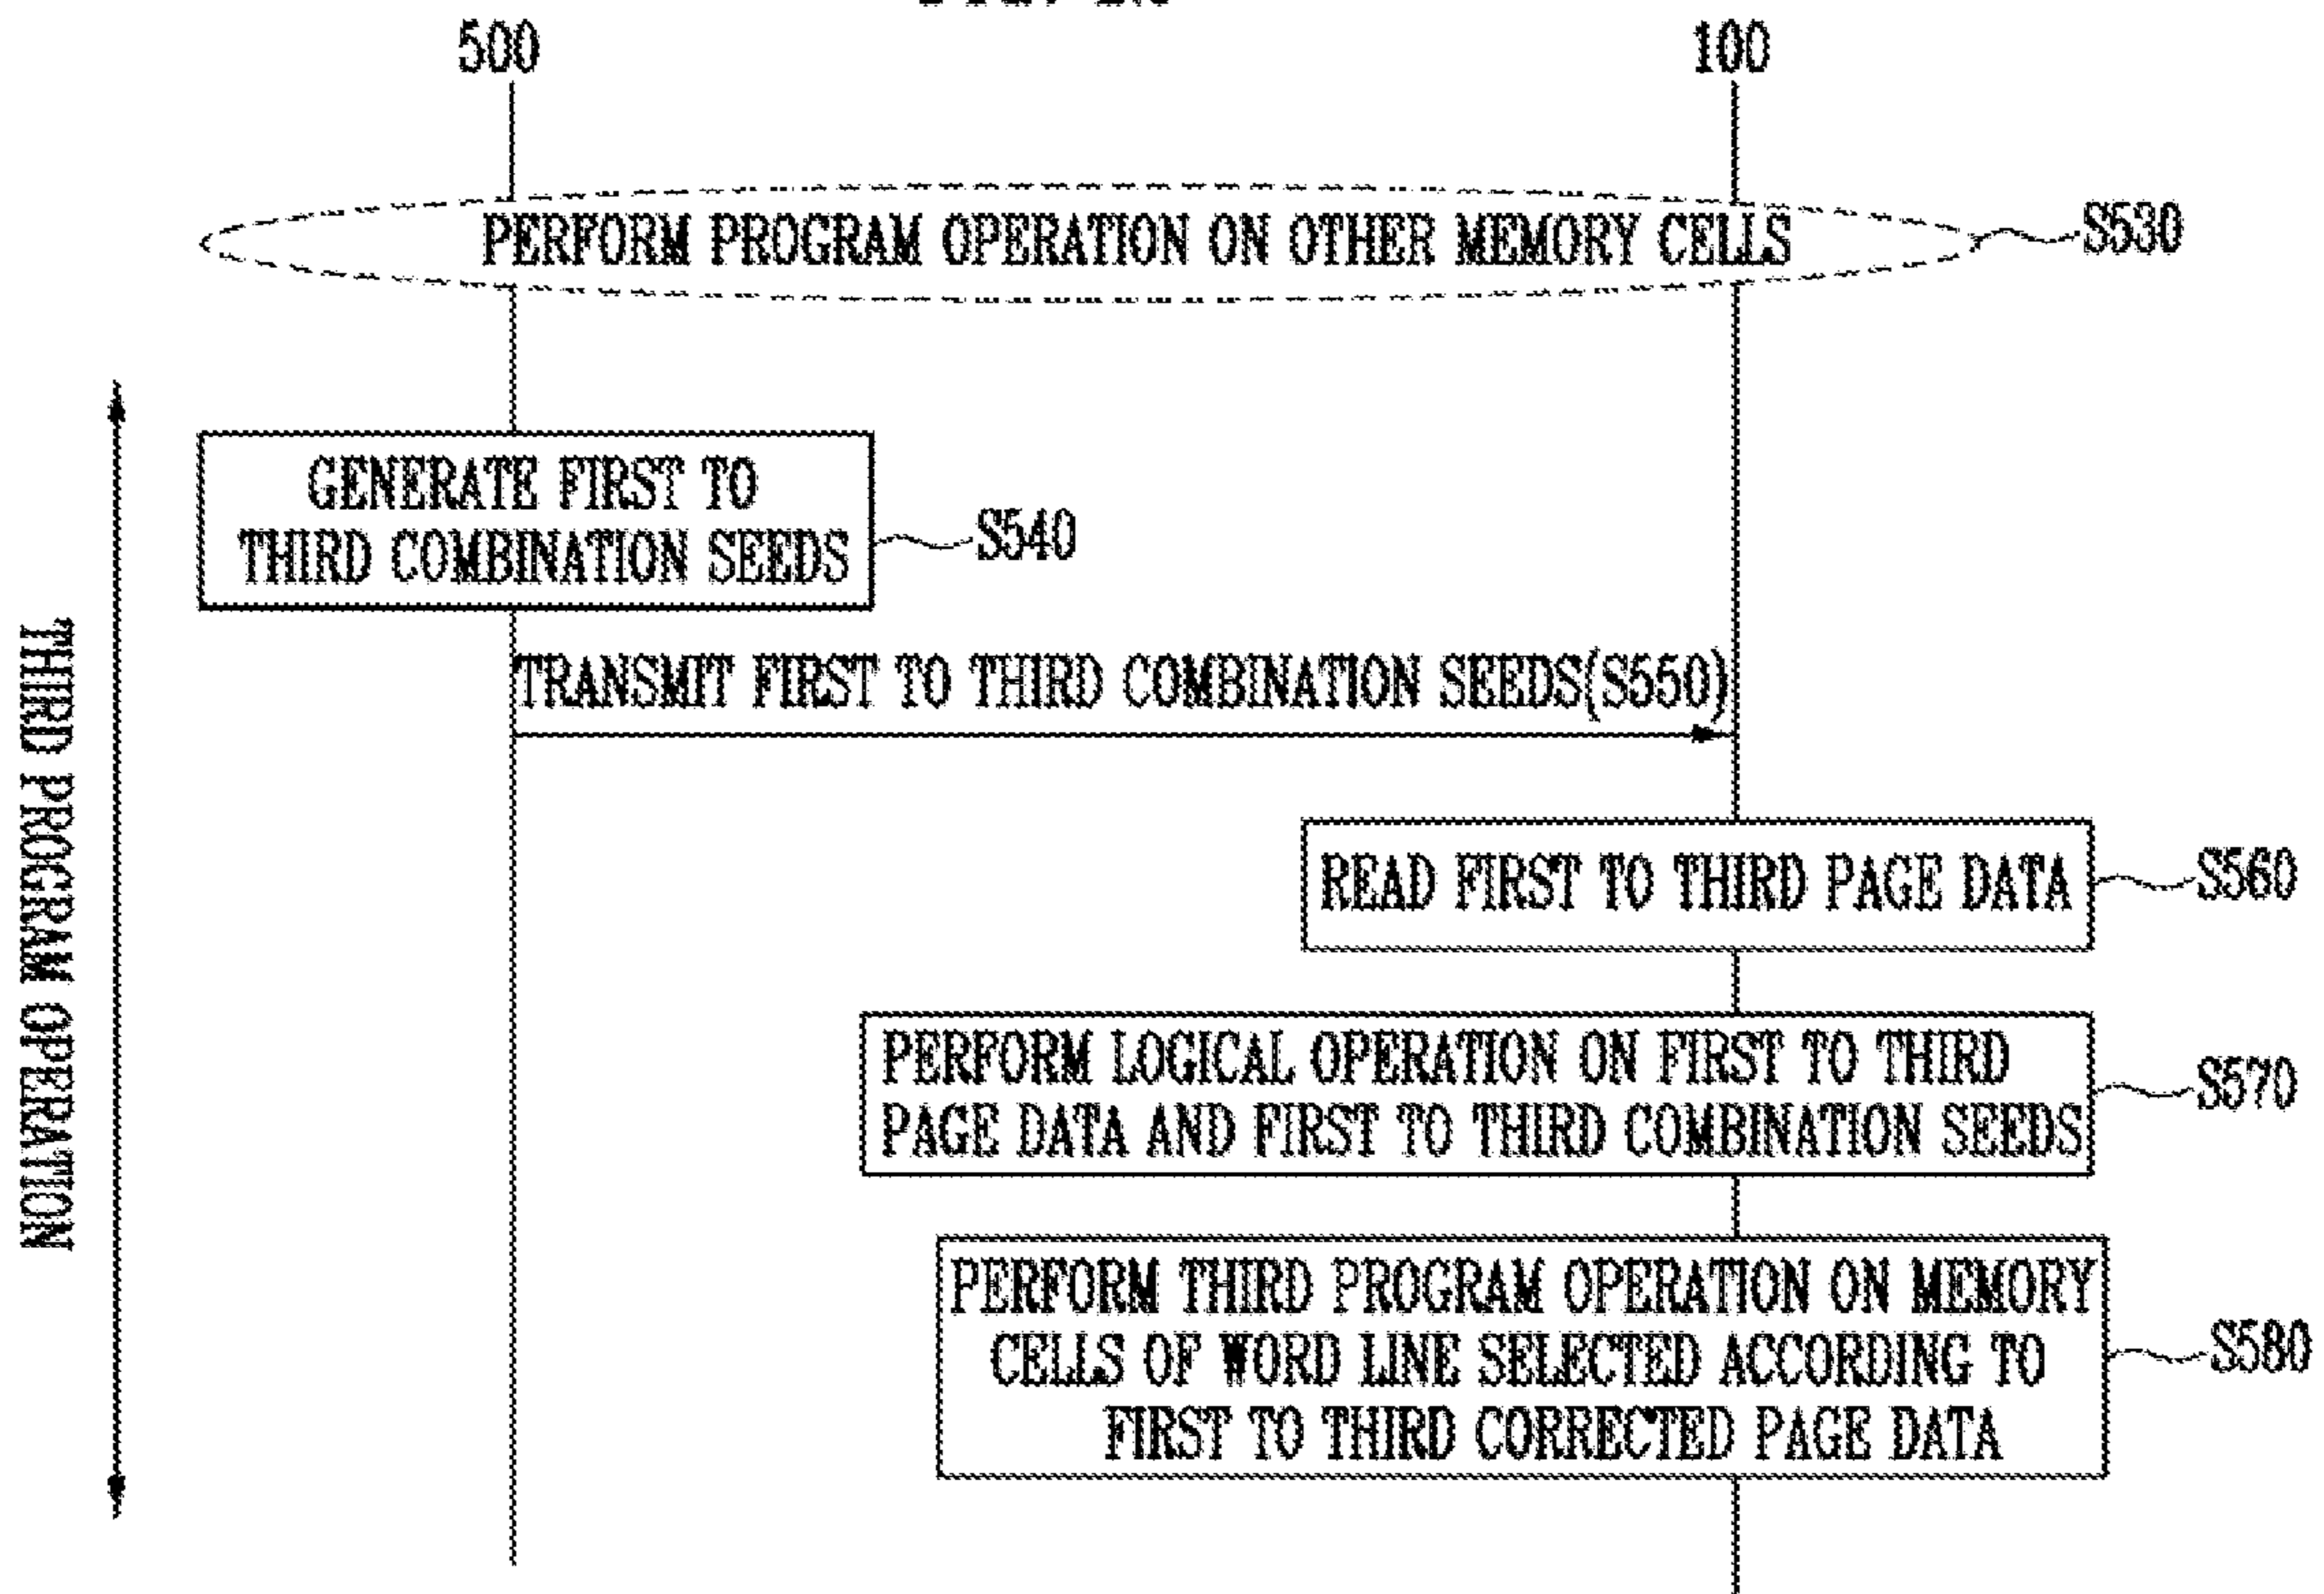 500
100
PERFORM PROGRAM OPERATION ON OTHER MEMORY CELLS
S530
GENERATE FIRST TO
THIRD COMBINATION SEEDS
S540
TRANSMIT FIRST TO THIRD COMBINATION SEEDS(S550)
THIRD PROGRAM OPERATION
READ FIRST TO THIRD PAGE DATA
S560
PERFORM LOGICAL OPERATION ON FIRST TO THIRD
PAGE DATA AND FIRST TO THIRD COMBINATION SEEDS
S570
PERFORM THIRD PROGRAM OPERATION ON MEMORY
CELLS OF WORD LINE SELECTED ACCORDING TO
FIRST TO THIRD CORRECTED PAGE DATA
S580